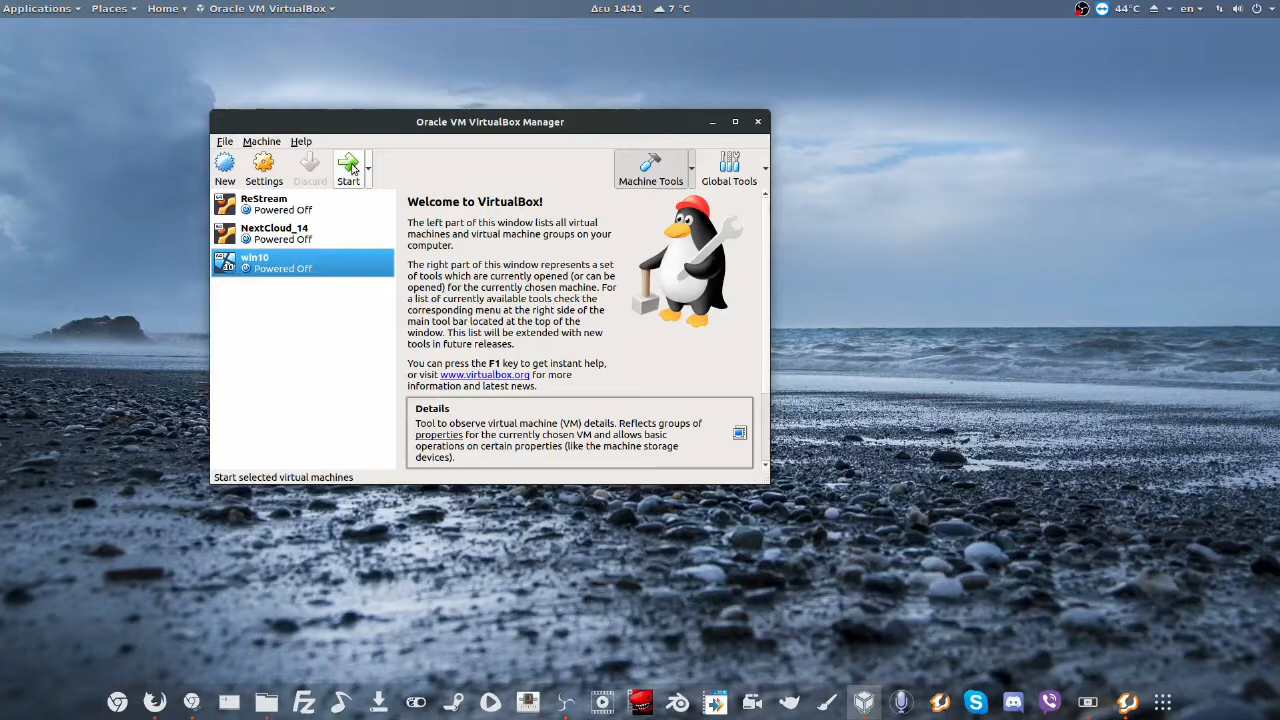 Applications Places Home Oracle VM VirtualBox Δευ 14:41 7 °C 44°C en
Oracle VM VirtualBox Manager
File Machine Help
New Settings Discard Start Machine Tools Global Tools
ReStream
Powered Off
NextCloud_14
Powered Off
win10
Powered Off
Welcome to VirtualBox!
The left part of this window lists all virtual
machines and virtual machine groups on your
computer.
The right part of this window represents a set
of tools which are currently opened (or can be
opened) for the currently chosen machine. For
a list of currently available tools check the
corresponding menu at the right side of the
main tool bar located at the top of the
window. This list will be extended with new
tools in future releases.
You can press the F1 key to get instant help,
or visit www.virtualbox.org for more
information and latest news.
Details
Tool to observe virtual machine (VM) details. Reflects groups of
properties for the currently chosen VM and allows basic
operations on certain properties (like the machine storage
devices).
Start selected virtual machines